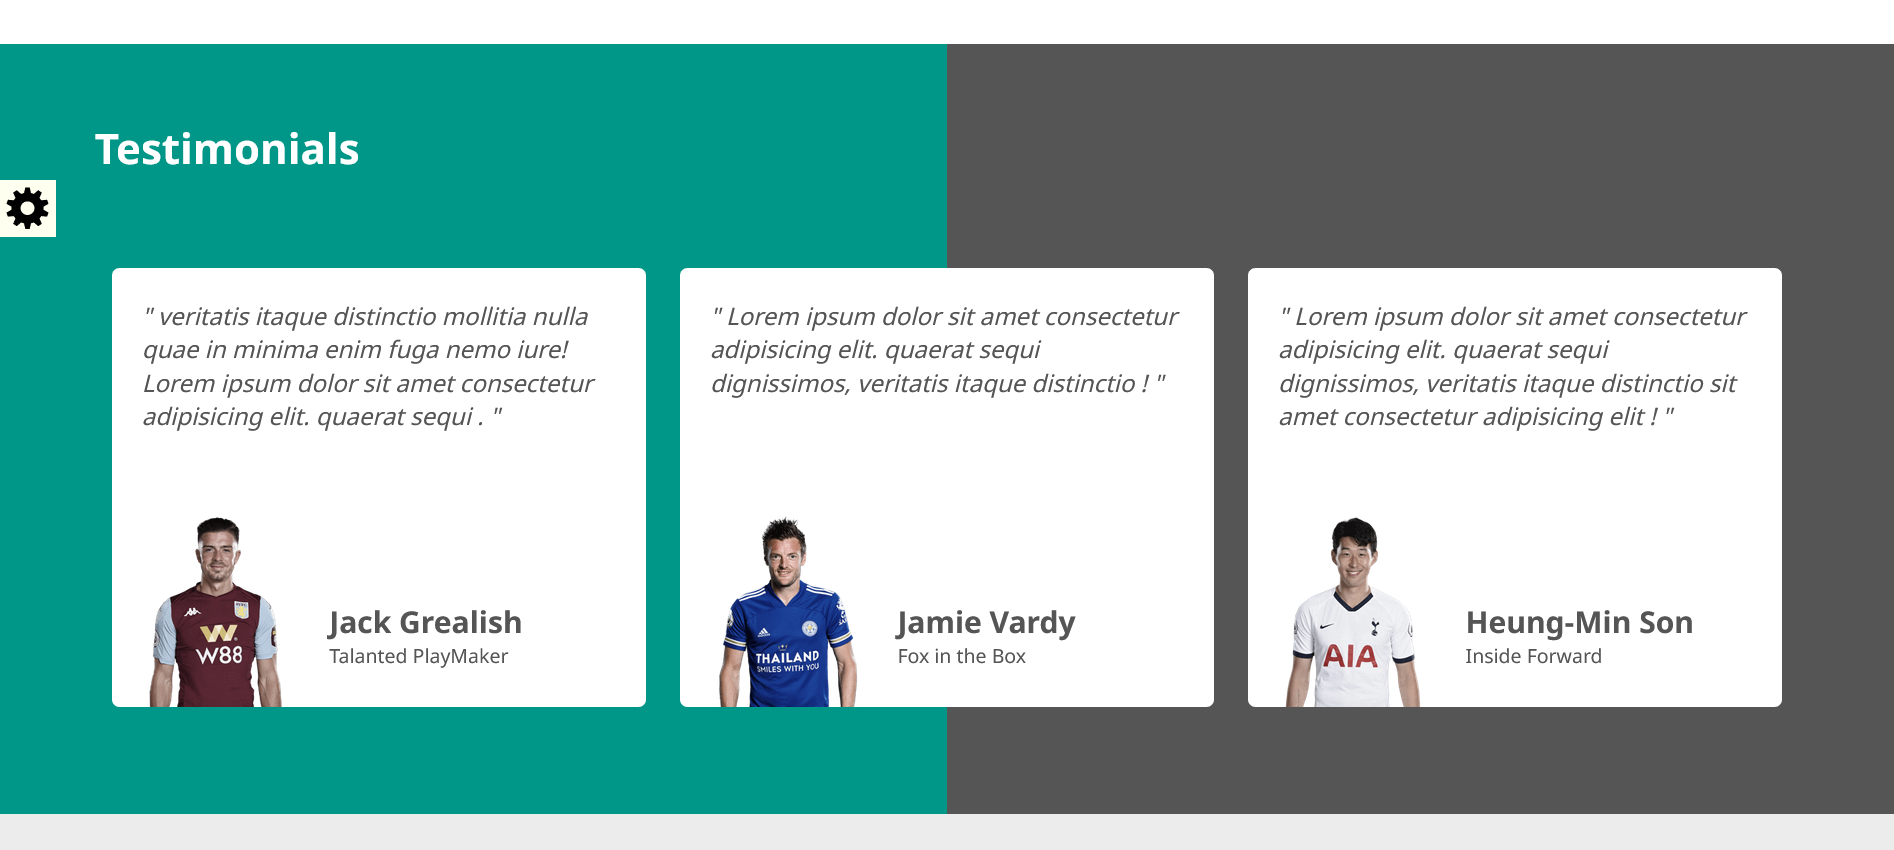 Testimonials
" veritatis itaque distinctio mollitia nulla
quae in minima enim fuga nemo iure!
Lorem ipsum dolor sit amet consectetur
adipisicing elit. quaerat sequi . "
W88
Jack Grealish
Talanted PlayMaker
" Lorem ipsum dolor sit amet consectetur
adipisicing elit. quaerat sequi
dignissimos, veritatis itaque distinctio ! "
THAILAND
SMILES WITH YOU
Jamie Vardy
Fox in the Box
" Lorem ipsum dolor sit amet consectetur
adipisicing elit. quaerat sequi
dignissimos, veritatis itaque distinctio sit
amet consectetur adipisicing elit ! "
AIA
Heung-Min Son
Inside Forward